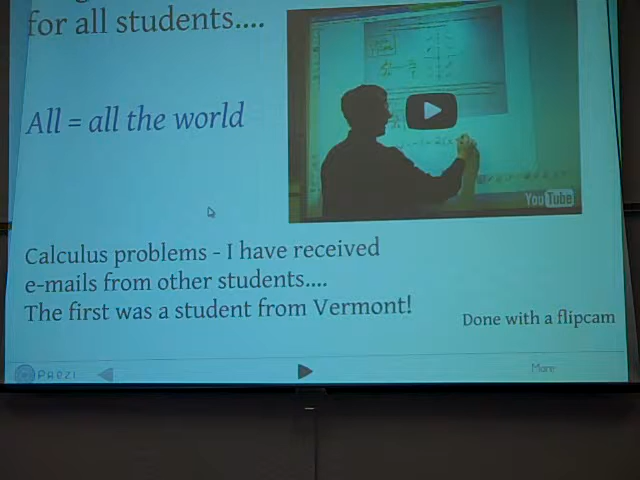 for all students....
All = all the world
YouTube
Calculus problems - I have received
e-mails from other students....
The first was a student from Vermont!
Done with a flipcam
PREZI
More